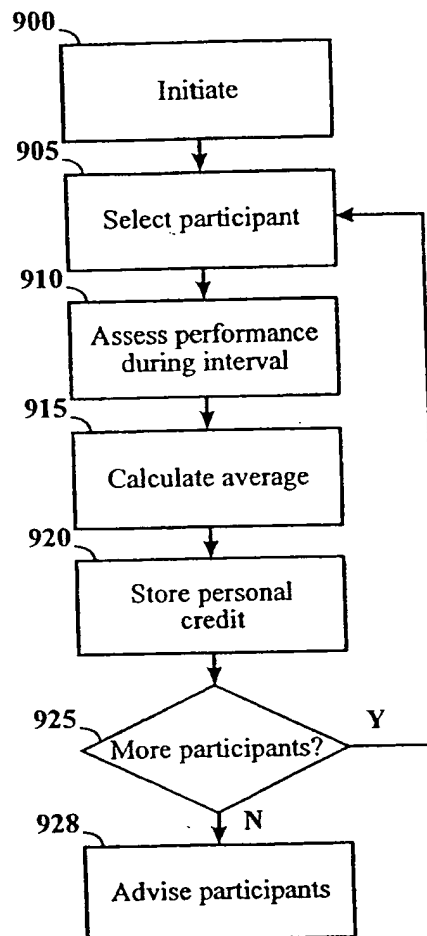 900
Initiate
905
Select participant
910
Assess performance
during interval
915
Calculate average
920
Store personal
credit
925
More participants?
Y
N
928
Advise participants